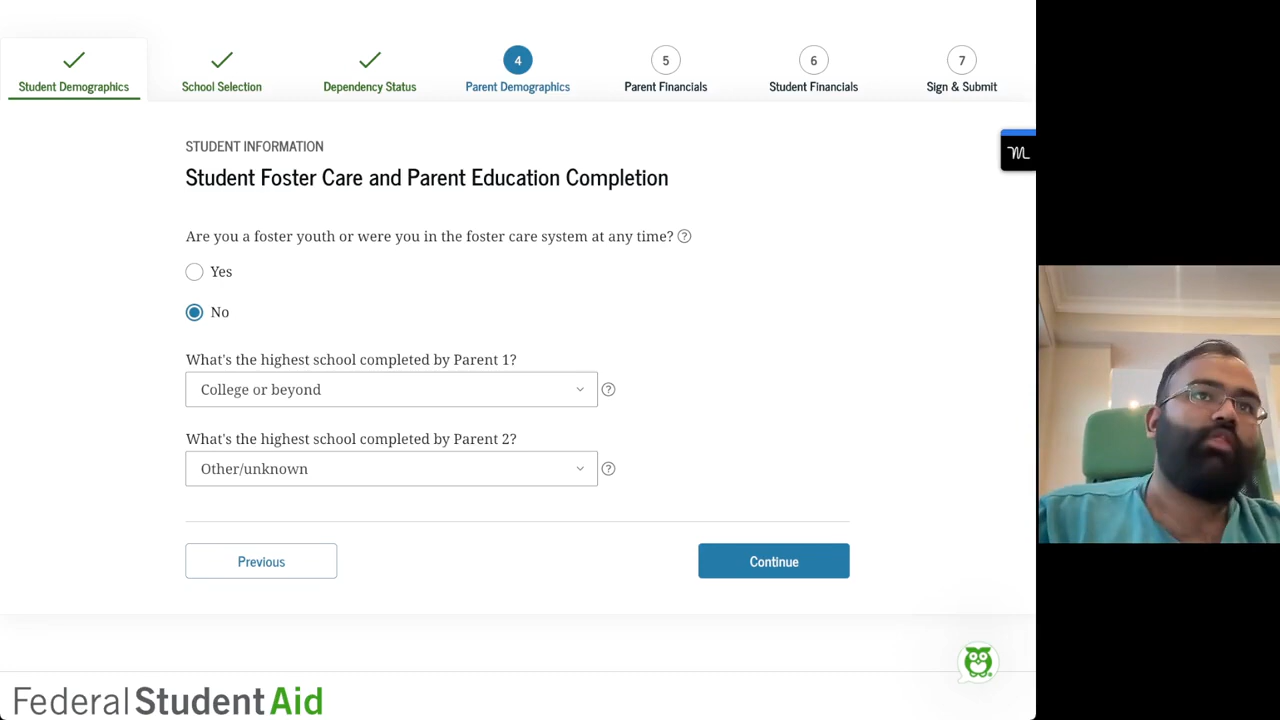 4
5
6
7
Student Demographics
School Selection
Dependency Status
Parent Demographics
Parent Financials
Student Financials
Sign & Submit
STUDENT INFORMATION
Student Foster Care and Parent Education Completion
Are you a foster youth or were you in the foster care system at any time? ?
Yes
No
What's the highest school completed by Parent 1?
College or beyond ?
What's the highest school completed by Parent 2?
Other/unknown ?
Previous
Continue
Federal Student Aid